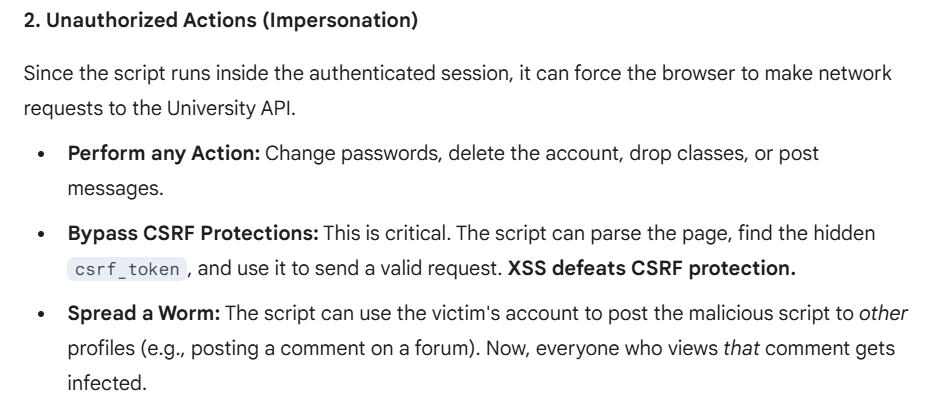 2. Unauthorized Actions (Impersonation)
Since the script runs inside the authenticated session, it can force the browser to make network
requests to the University API.
• Perform any Action: Change passwords, delete the account, drop classes, or post
messages.
• Bypass CSRF Protections: This is critical. The script can parse the page, find the hidden
csrf_token , and use it to send a valid request. XSS defeats CSRF protection.
• Spread a Worm: The script can use the victim's account to post the malicious script to other
profiles (e.g., posting a comment on a forum). Now, everyone who views that comment gets
infected.